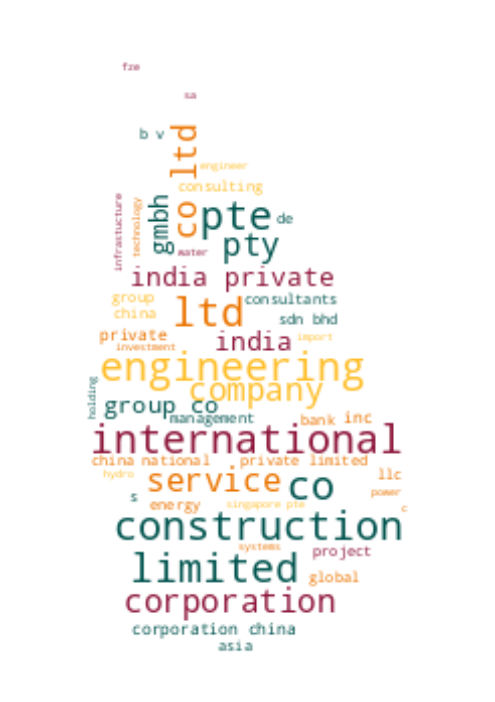 fze
sa
b v
co ltd
engineer
consulting
gmbh
pte
de
infrastucture
technology
pty
water
india private
group
consultants
china
ltd
sdn bhd
private
india
import
investment
engineering
company
holding
group co
management
bank
inc
international
china national
private limited
hydro
service
co
llc
power
s
energy
singapore pte
c
construction
systems
project
limited
global
corporation
corporation china
asia